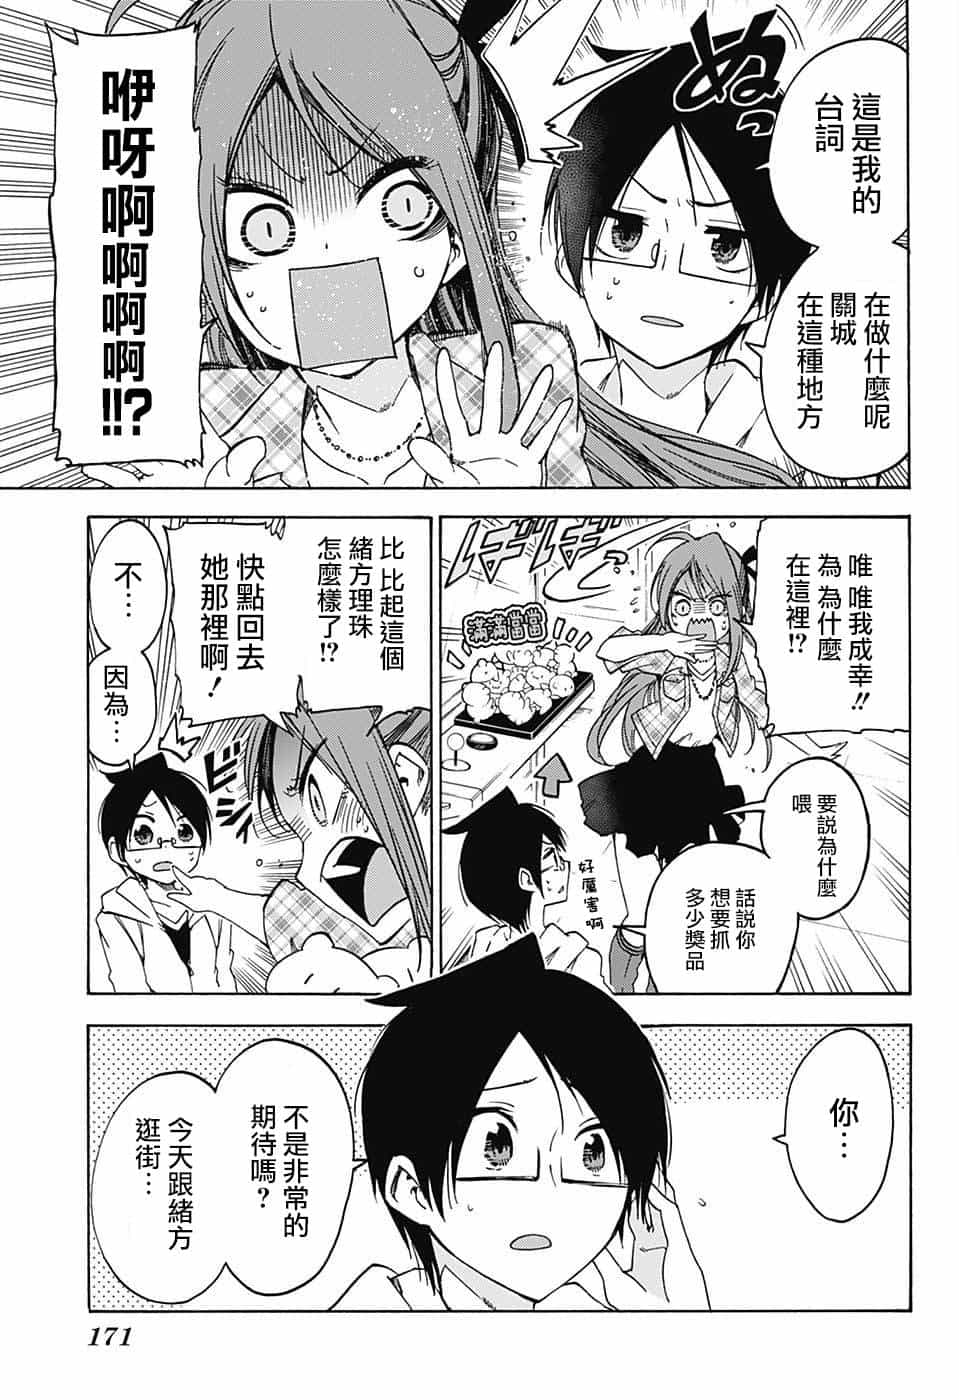 ぬっ
這是我的
台詞
在做什麼呢
關城
在這種地方
咿呀啊啊啊啊!!?
唯 唯我成幸!!
為 為什麼
在這裡!?
要說為什麼
喂
話說你
想要抓
多少獎品
好厲害啊
滿滿當當
比 比起這個
緒方理珠
怎麼樣了!?
快點回去
她那裡啊!
不…
因為…
你…
不是非常的
期待嗎?
今天跟緒方
逛街…
171